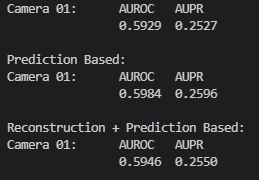 Camera 01: AUROC AUPR
0.5929 0.2527
Prediction Based:
Camera 01: AUROC AUPR
0.5984 0.2596
Reconstruction + Prediction Based:
Camera 01: AUROC AUPR
0.5946 0.2550